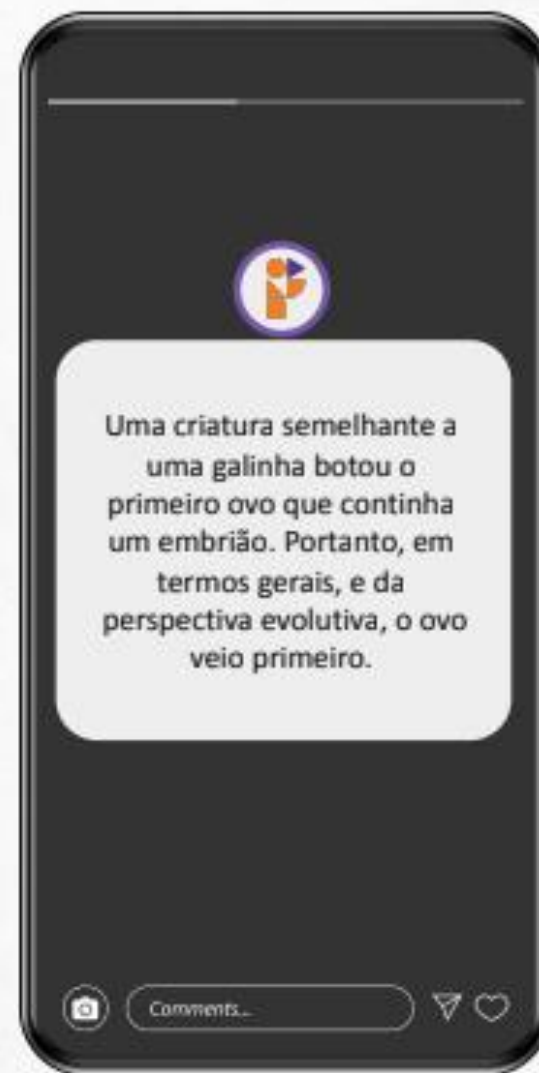 Uma criatura semelhante a
uma galinha botou o
primeiro ovo que continha
um embrião. Portanto, em
termos gerais, e da
perspectiva evolutiva, o ovo
veio primeiro.
Comments...